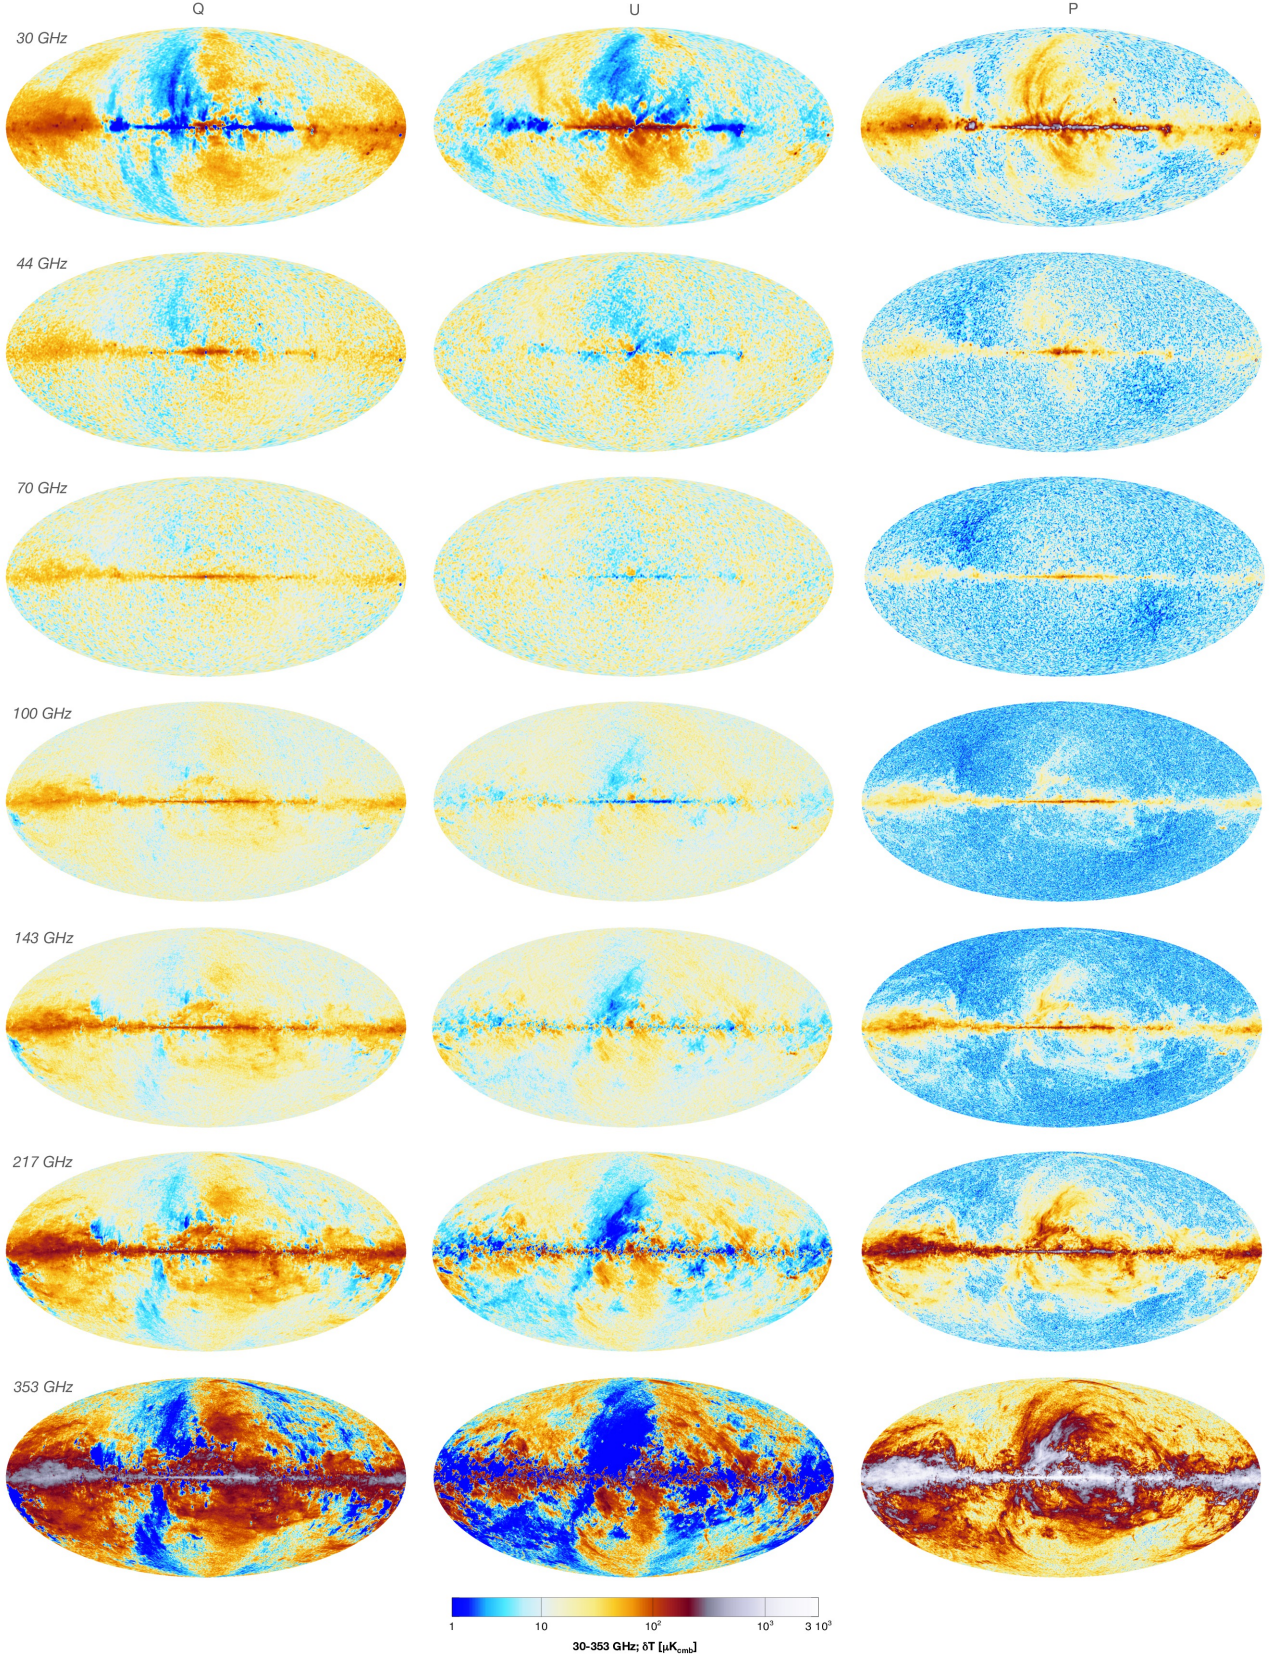 Q U P
30 GHz
44 GHz
70 GHz
100 GHz
143 GHz
217 GHz
353 GHz
1 10 10² 10³ 3 10³
30-353 GHz; δT [μK_cmb]